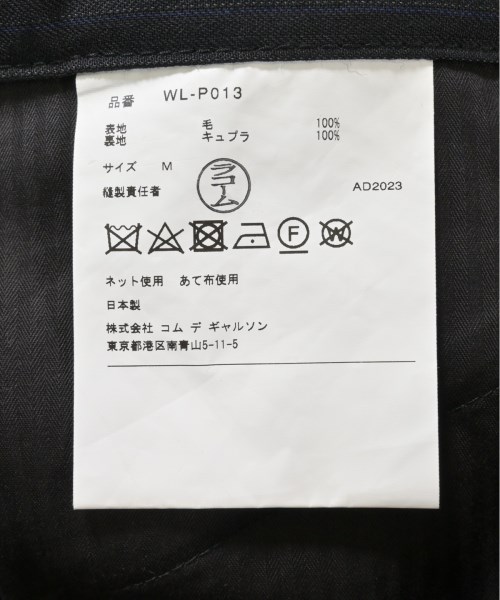 品番 WL-P013
表地 毛 100%
裏地 キュプラ 100%
サイズ M
ラコーム
縫製責任者 AD2023
F W
ネット使用 あて布使用
日本製
株式会社 コム デ ギャルソン
東京都港区南青山5-11-5